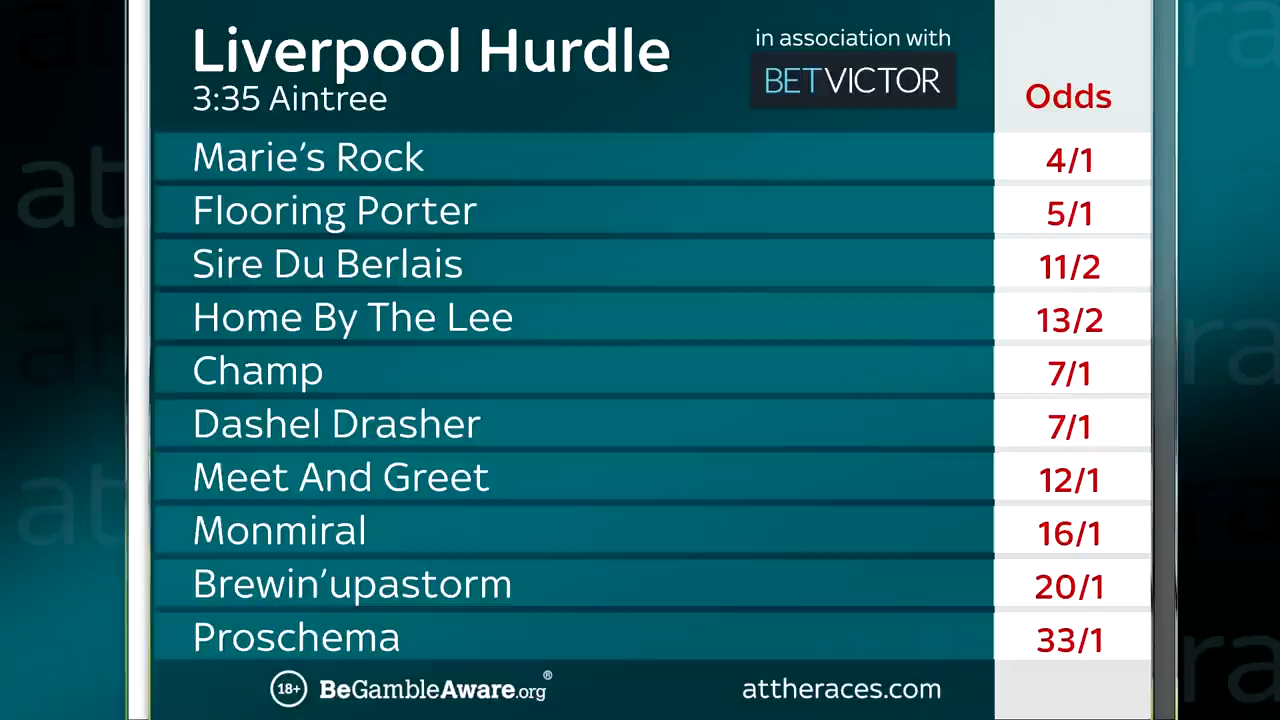 Liverpool Hurdle
3:35 Aintree
in association with
BETVICTOR
Odds
Marie's Rock 4/1
Flooring Porter 5/1
Sire Du Berlais 11/2
Home By The Lee 13/2
Champ 7/1
Dashel Drasher 7/1
Meet And Greet 12/1
Monmiral 16/1
Brewin'upastorm 20/1
Proschema 33/1
18+ BeGambleAware.org® attheraces.com